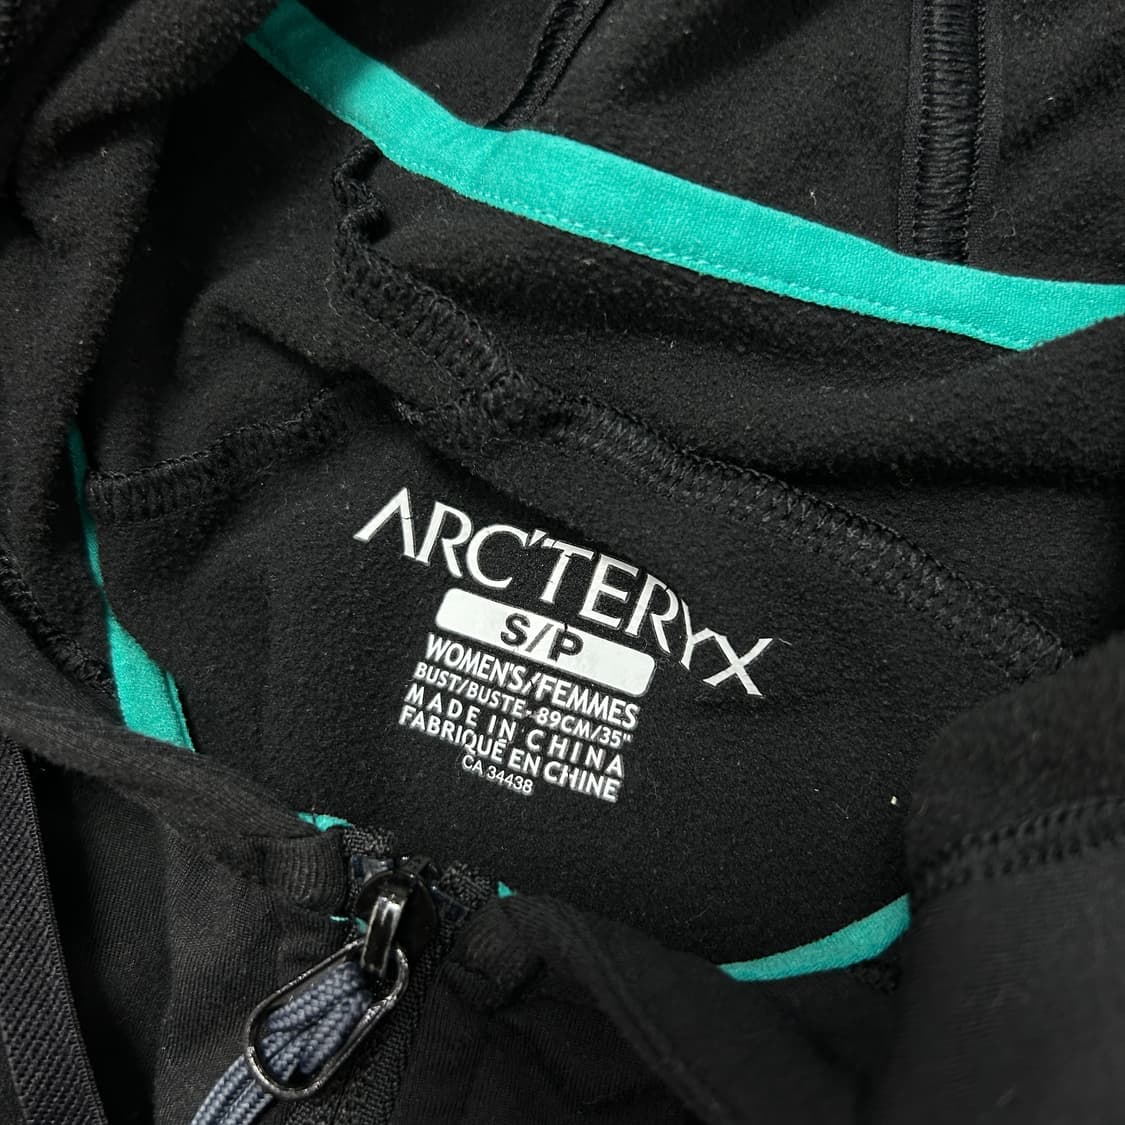 ARC'TERYX
S/P
WOMEN'S/FEMMES
BUST/BUSTE-89CM/35"
MADE IN CHINA
FABRIQUÉ EN CHINE
CA 34438